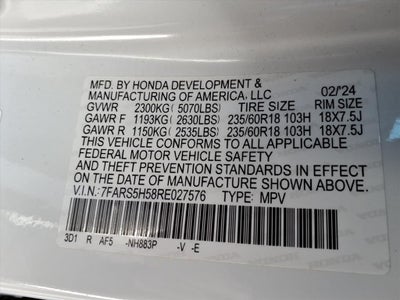 MFD. BY HONDA DEVELOPMENT &
MANUFACTURING OF AMERICA, LLC 02/'24
GVWR 2300KG ( 5070LBS) TIRE SIZE RIM SIZE
GAWR F 1193KG ( 2630LBS) 235/60R18 103H 18X7.5J
GAWR R 1150KG ( 2535LBS) 235/60R18 103H 18X7.5J
THIS VEHICLE CONFORMS TO ALL APPLICABLE
FEDERAL MOTOR VEHICLE SAFETY
AND THEFT PREVENTION STANDARDS IN EFFECT
ON THE DATE OF MANUFACTURE SHOWN ABOVE.
V.I.N.: 7FARS5H58RE027576 TYPE: MPV
3D1 R AF5 -NH883P -V -E